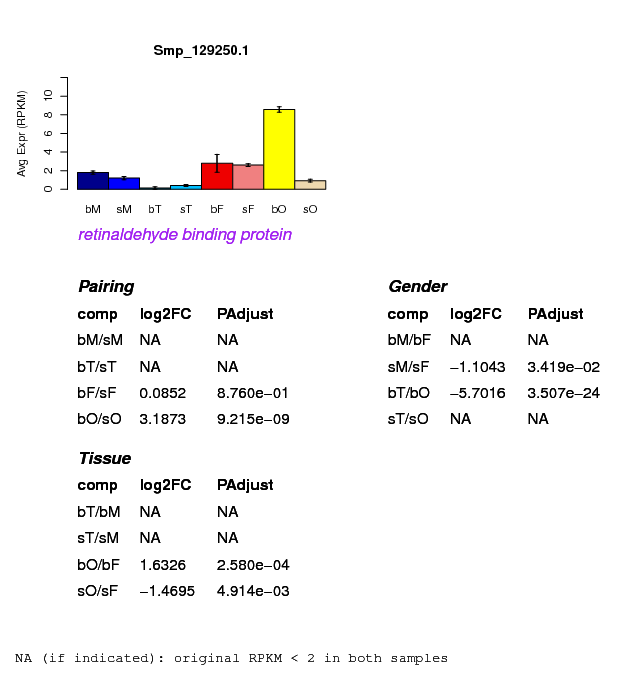 Smp_129250.1
Avg Expr (RPKM)
0 2 4 6 8 10
bM sM bT sT bF sF bO sO
retinaldehyde binding protein
Pairing
comp log2FC PAdjust
bM/sM NA NA
bT/sT NA NA
bF/sF 0.0852 8.760e−01
bO/sO 3.1873 9.215e−09
Gender
comp log2FC PAdjust
bM/bF NA NA
sM/sF −1.1043 3.419e−02
bT/bO −5.7016 3.507e−24
sT/sO NA NA
Tissue
comp log2FC PAdjust
bT/bM NA NA
sT/sM NA NA
bO/bF 1.6326 2.580e−04
sO/sF −1.4695 4.914e−03
NA (if indicated): original RPKM < 2 in both samples